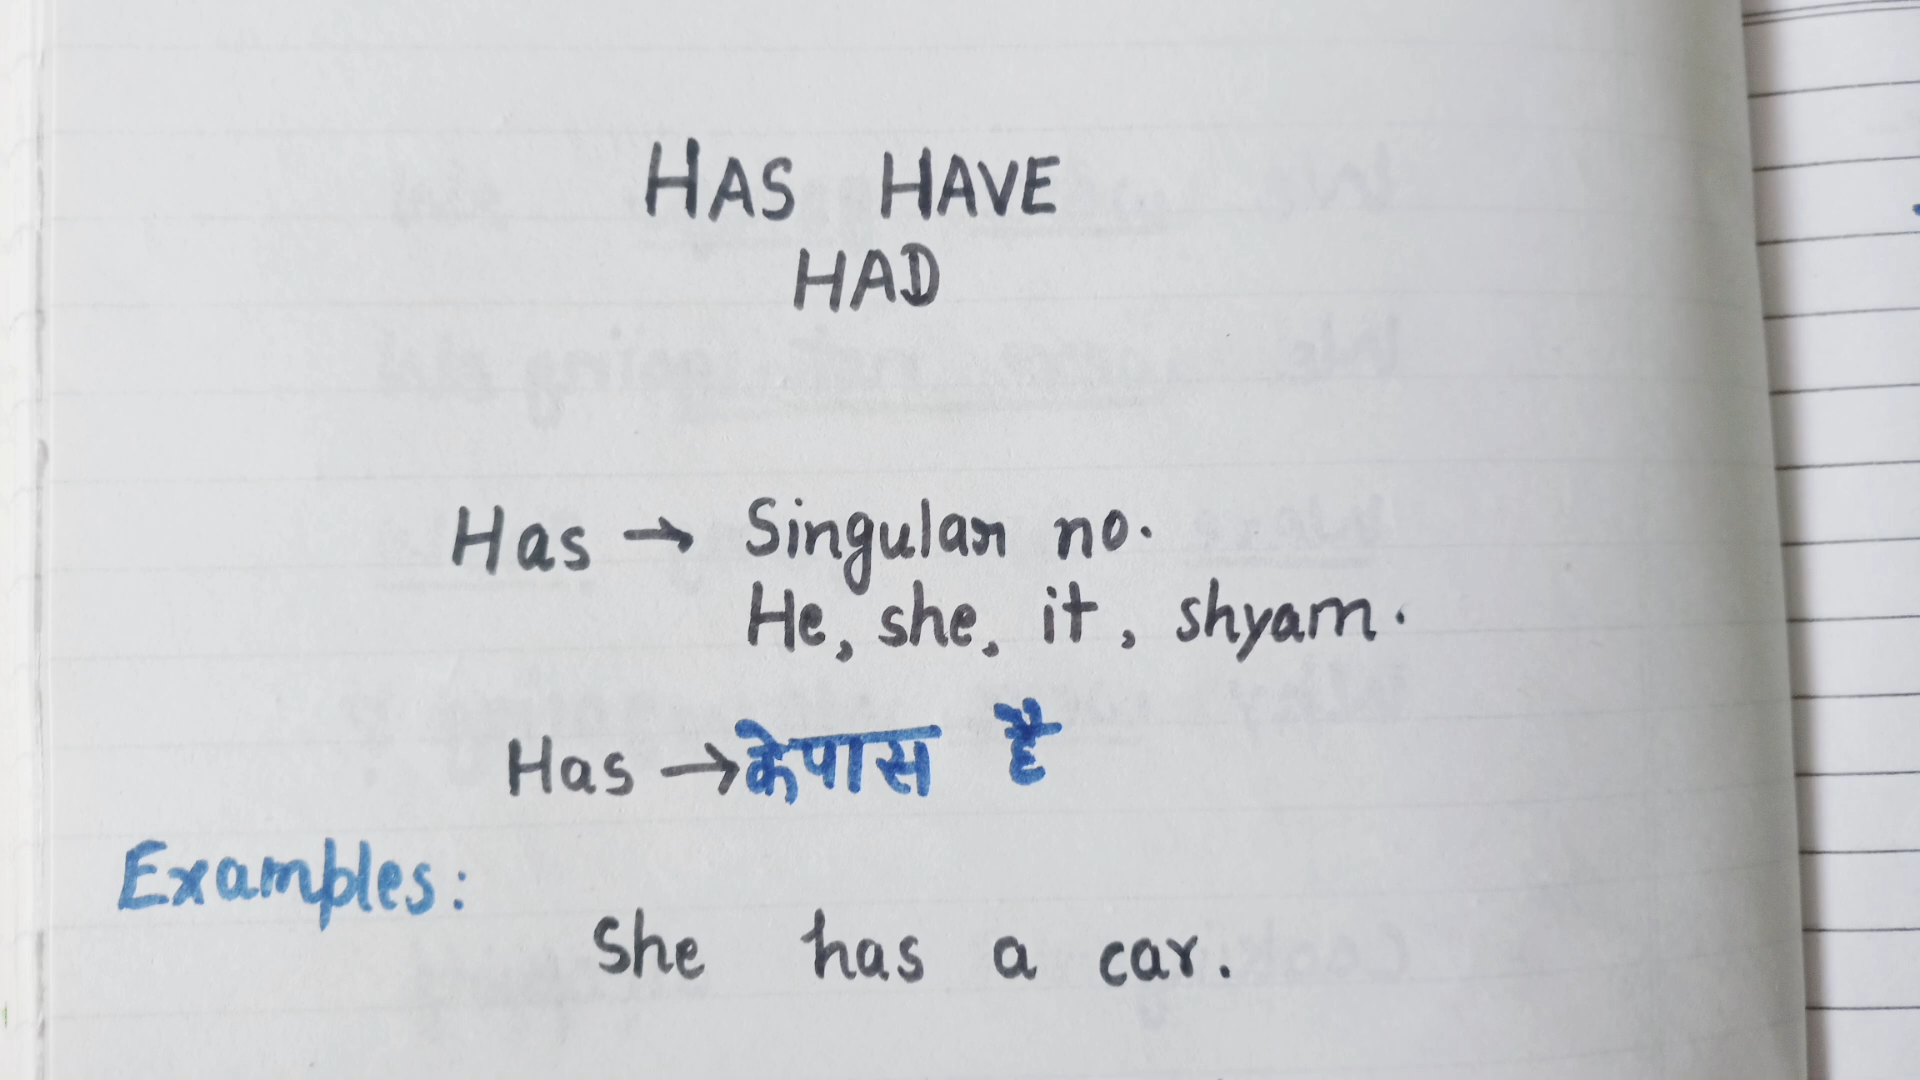 HAS HAVE
HAD
Has → Singular no.
He, she, it, shyam.
Has → के पास है
Examples:
She has a car.